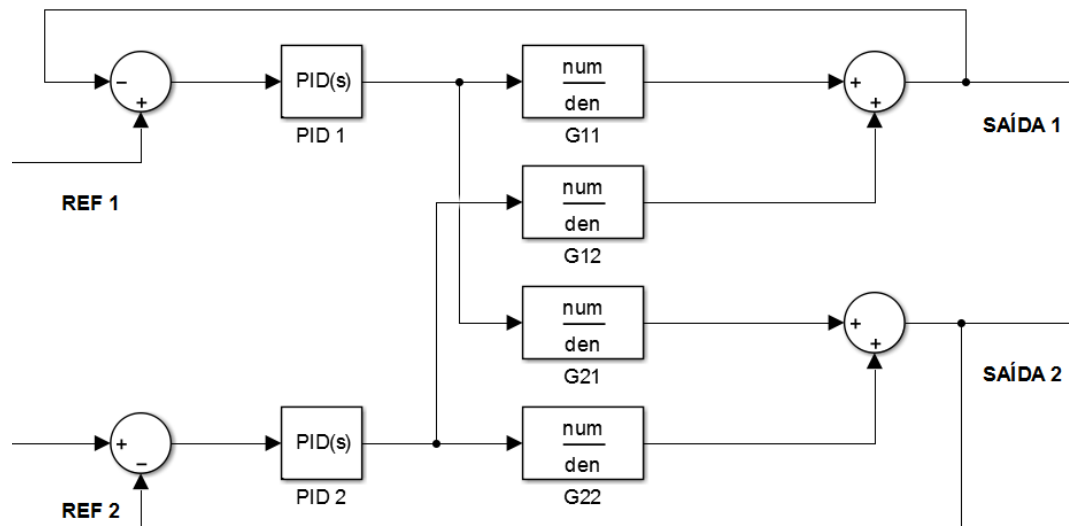 PID(s)
PID 1
num
den
G11
SAÍDA 1
REF 1
num
den
G12
num
den
G21
SAÍDA 2
PID(s)
PID 2
num
den
G22
REF 2